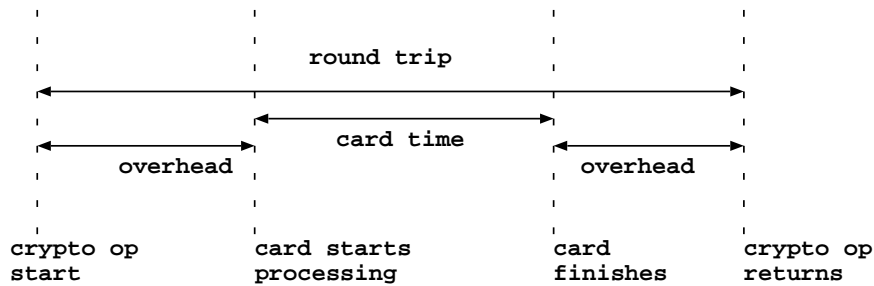 round trip
card time
overhead
overhead
crypto op
start
card starts
processing
card
finishes
crypto op
returns